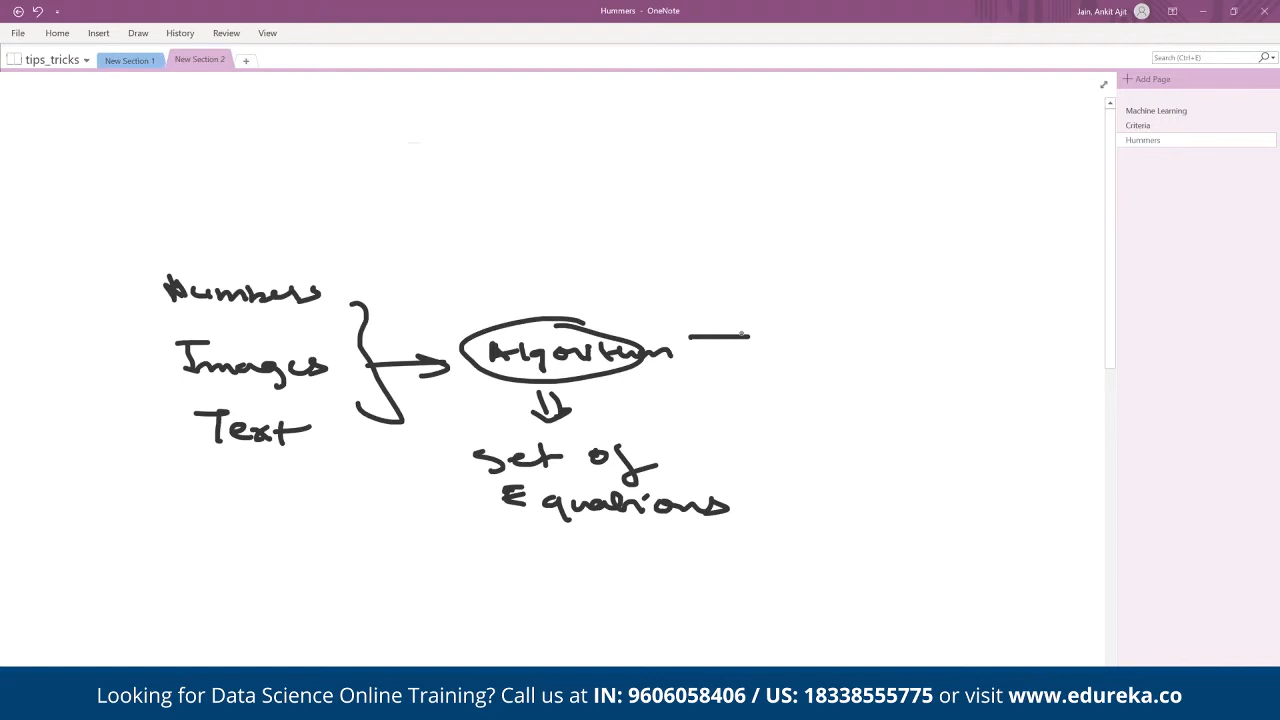 Hummers - OneNote
Jain, Ankit Ajit
File Home Insert Draw History Review View
tips_tricks New Section 1 New Section 2 +
Search (Ctrl+E)
+ Add Page
Machine Learning
Criteria
Hummers
Numbers
Images
Text
Algorithm
Set of
Equations
Looking for Data Science Online Training? Call us at IN: 9606058406 / US: 18338555775 or visit www.edureka.co